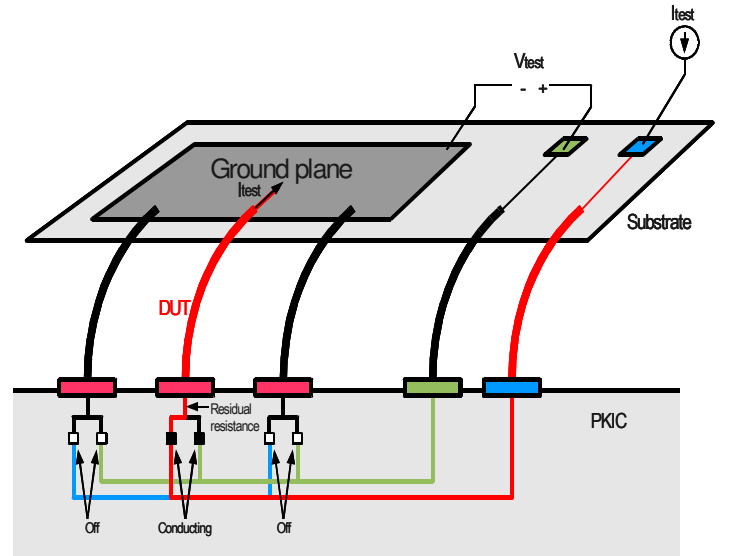 Itest
Vtest
- +
Ground plane
Itest
Substrate
DUT
Residual
resistance
PKIC
Off
Conducting
Off